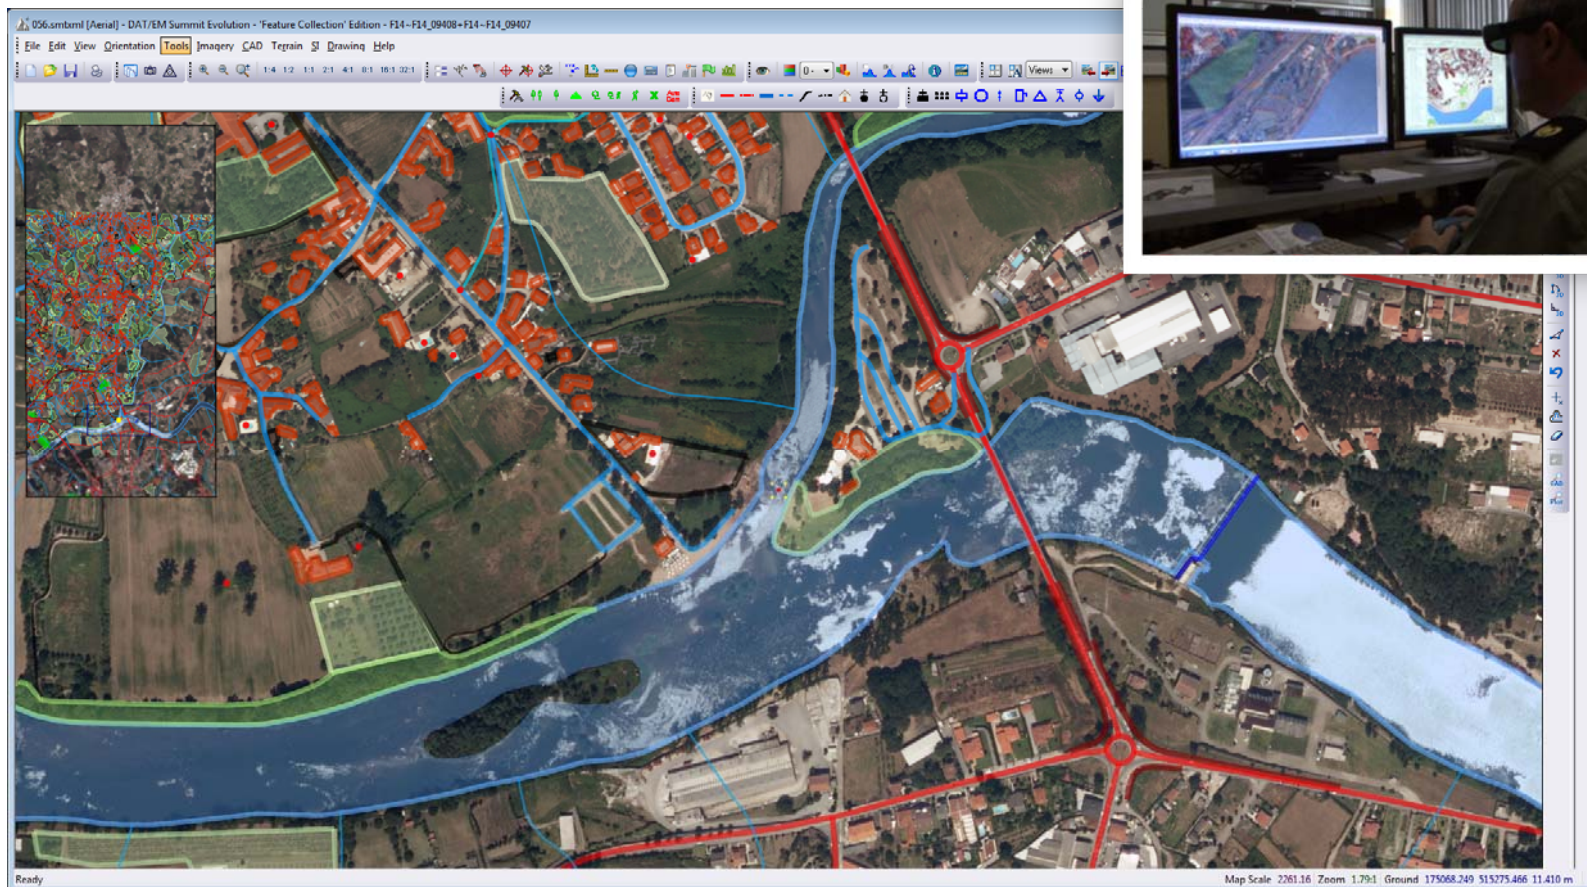 056.smtxml [Aerial] - DAT/EM Summit Evolution - 'Feature Collection' Edition - F14~F14_09408+F14~F14_09407
File Edit View Orientation Tools Imagery CAD Terrain SI Drawing Help
1:4 1:2 1:1 2:1 4:1 8:1 16:1 32:1 0 - Views
Ready
Map Scale 2261.16 Zoom 1.79:1 Ground 175068.249 515275.466 11.410 m